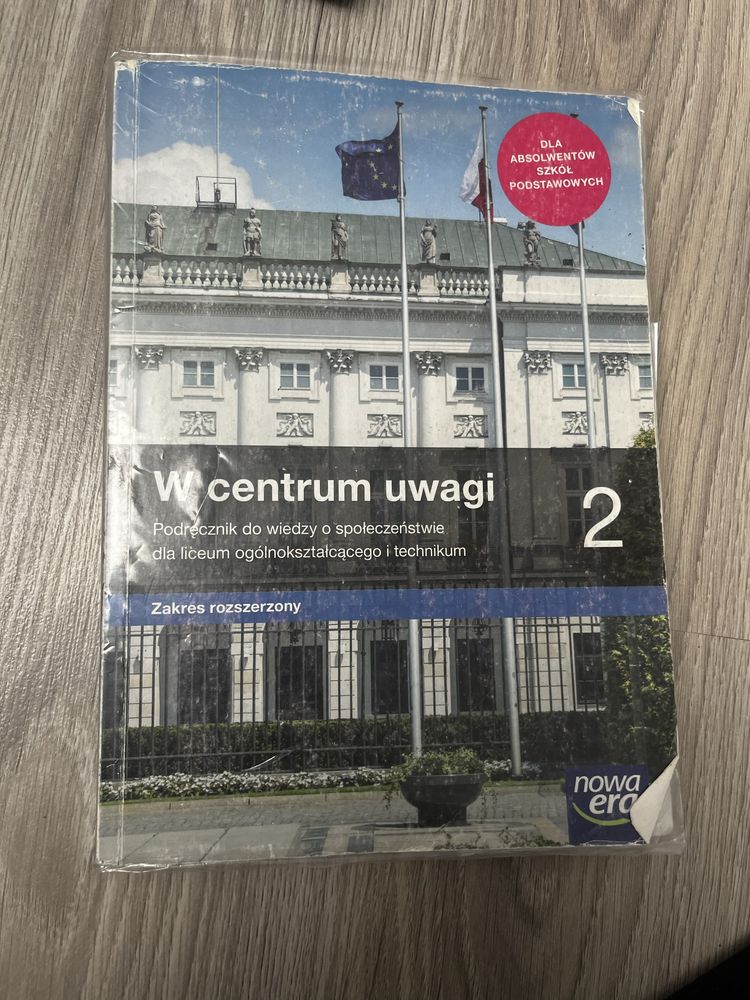 DLA
ABSOLWENTÓW
SZKÓŁ
PODSTAWOWYCH
W centrum uwagi
2
Podręcznik do wiedzy o społeczeństwie
dla liceum ogólnokształcącego i technikum
Zakres rozszerzony
nowa
era